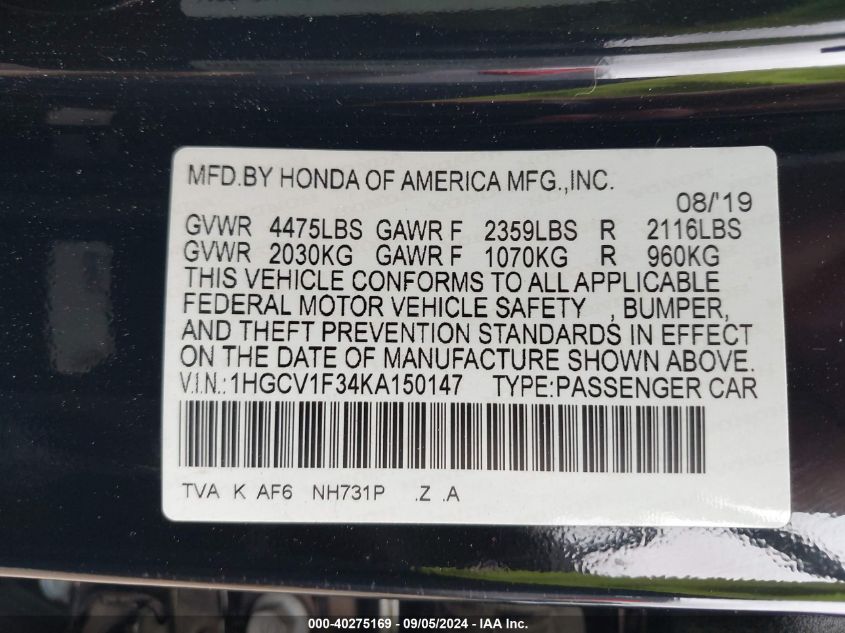 MFD.BY HONDA OF AMERICA MFG.,INC.
08/'19
GVWR 4475LBS GAWR F 2359LBS R 2116LBS
GVWR 2030KG GAWR F 1070KG R 960KG
THIS VEHICLE CONFORMS TO ALL APPLICABLE
FEDERAL MOTOR VEHICLE SAFETY , BUMPER,
AND THEFT PREVENTION STANDARDS IN EFFECT
ON THE DATE OF MANUFACTURE SHOWN ABOVE.
V.I.N.:1HGCV1F34KA150147 TYPE:PASSENGER CAR
TVA K AF6 NH731P .Z .A
000-40275169 - 09/05/2024 - IAA Inc.